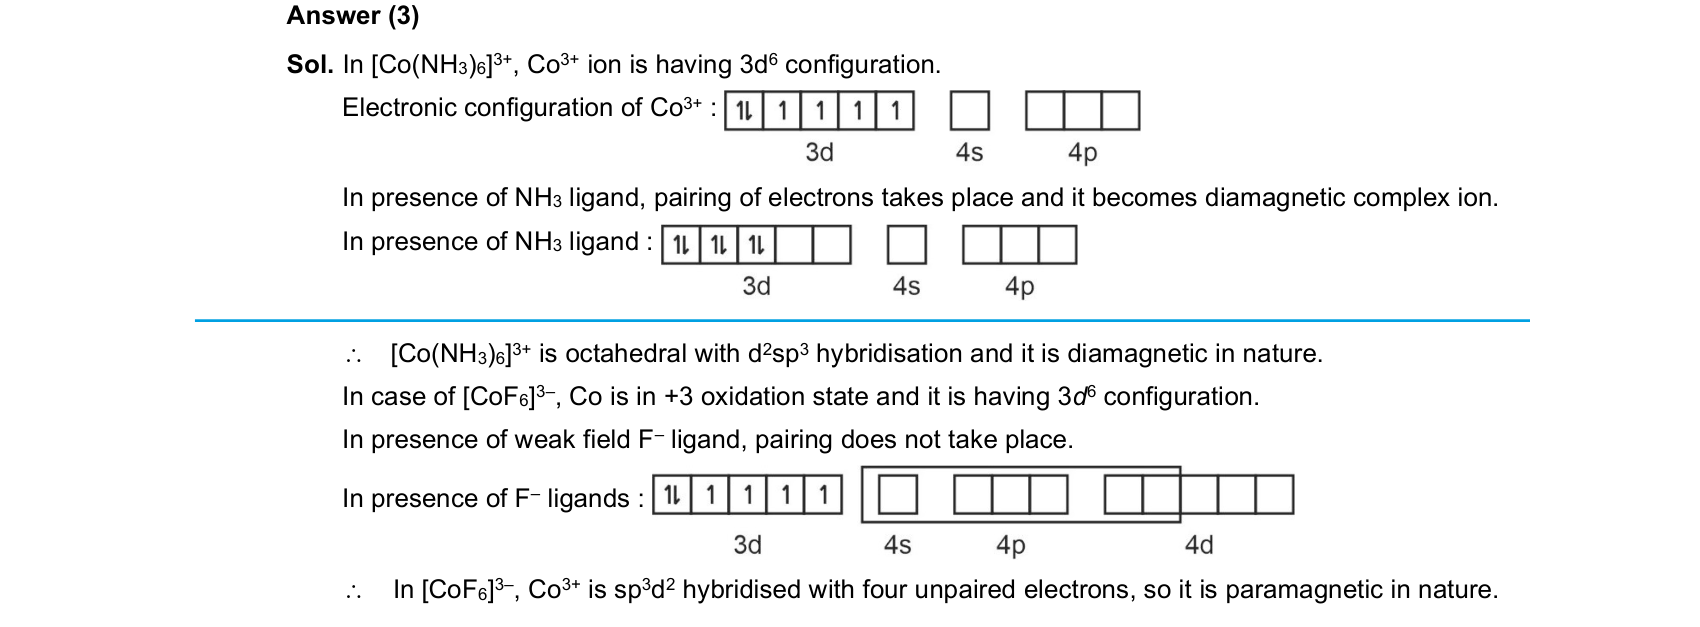 Answer (3)
Sol. In [Co(NH₃)₆]³⁺, Co³⁺ ion is having 3d⁶ configuration.
Electronic configuration of Co³⁺ : ⥮ 1 1 1 1
3d 4s 4p
In presence of NH₃ ligand, pairing of electrons takes place and it becomes diamagnetic complex ion.
In presence of NH₃ ligand : ⥮ ⥮ ⥮
3d 4s 4p
∴ [Co(NH₃)₆]³⁺ is octahedral with d²sp³ hybridisation and it is diamagnetic in nature.
In case of [CoF₆]³⁻, Co is in +3 oxidation state and it is having 3d⁶ configuration.
In presence of weak field F⁻ ligand, pairing does not take place.
In presence of F⁻ ligands : ⥮ 1 1 1 1
3d 4s 4p 4d
∴ In [CoF₆]³⁻, Co³⁺ is sp³d² hybridised with four unpaired electrons, so it is paramagnetic in nature.